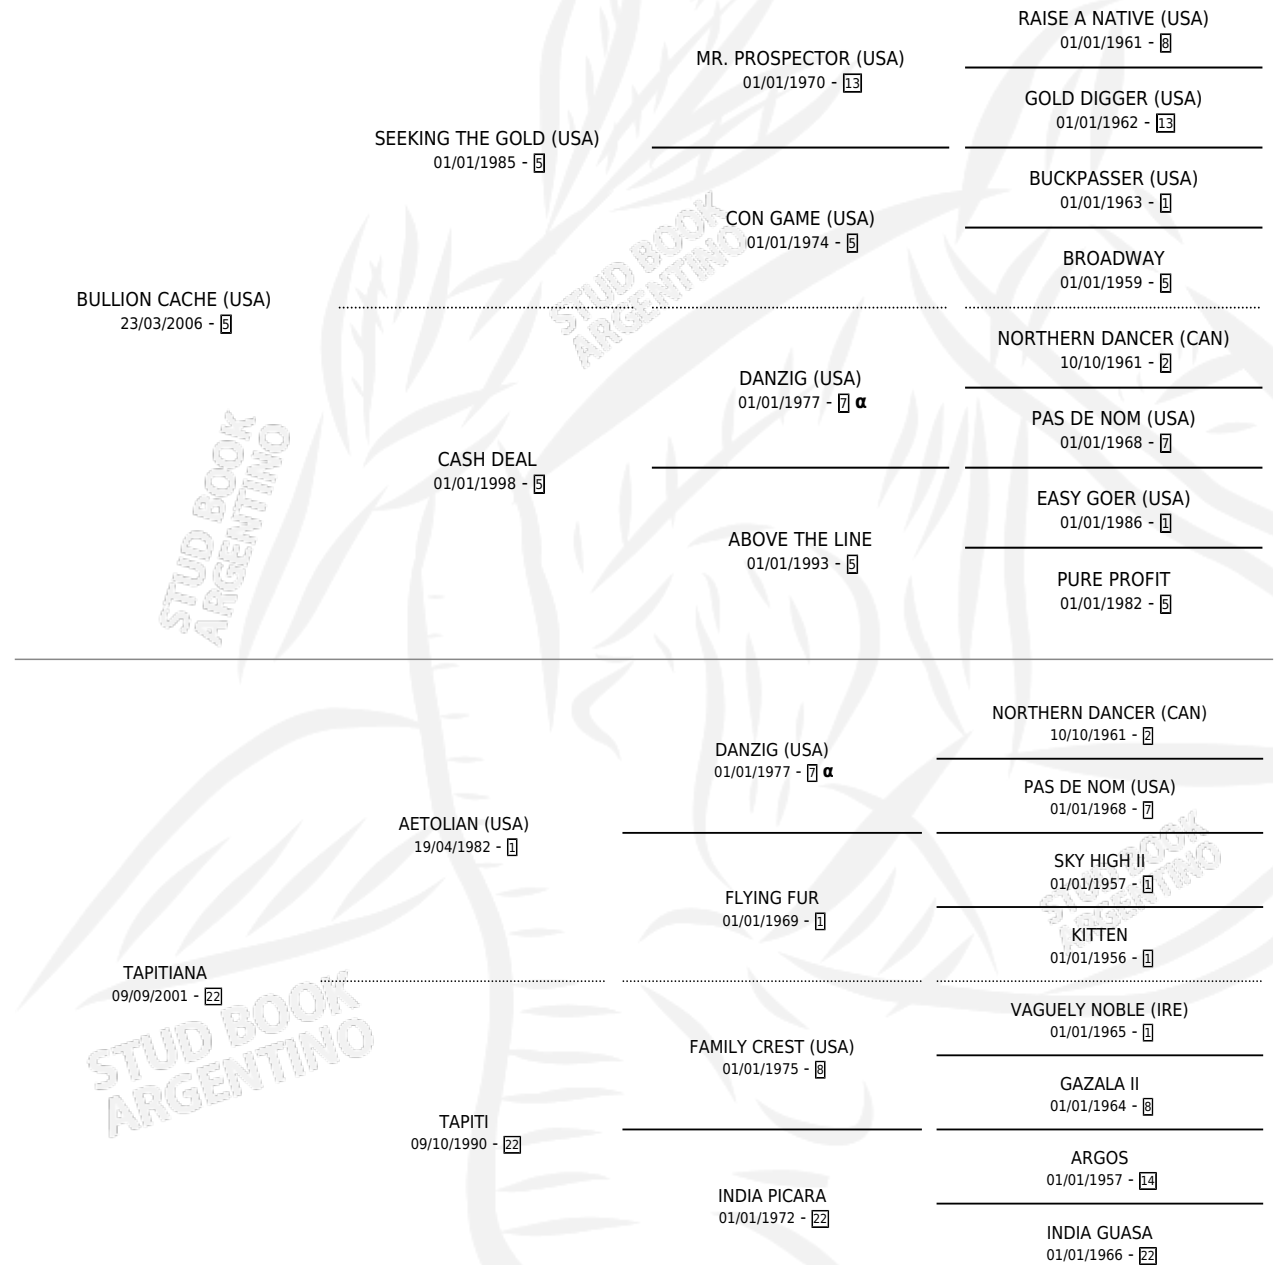 RAISE A NATIVE (USA)
01/01/1961 - 8
MR. PROSPECTOR (USA)
01/01/1970 - 13
GOLD DIGGER (USA)
01/01/1962 - 13
SEEKING THE GOLD (USA)
01/01/1985 - 5
BUCKPASSER (USA)
01/01/1963 - 1
CON GAME (USA)
01/01/1974 - 5
BROADWAY
01/01/1959 - 5
BULLION CACHE (USA)
23/03/2006 - 5
NORTHERN DANCER (CAN)
10/10/1961 - 2
DANZIG (USA)
01/01/1977 - 7 α
PAS DE NOM (USA)
01/01/1968 - 7
CASH DEAL
01/01/1998 - 5
EASY GOER (USA)
01/01/1986 - 1
ABOVE THE LINE
01/01/1993 - 5
PURE PROFIT
01/01/1982 - 5
STUD BOOK
ARGENTINO
STUD BOOK
ARGENTINO
NORTHERN DANCER (CAN)
10/10/1961 - 2
DANZIG (USA)
01/01/1977 - 7 α
PAS DE NOM (USA)
01/01/1968 - 7
AETOLIAN (USA)
19/04/1982 - 1
SKY HIGH II
01/01/1957 - 1
FLYING FUR
01/01/1969 - 1
KITTEN
01/01/1956 - 1
TAPITIANA
09/09/2001 - 22
VAGUELY NOBLE (IRE)
01/01/1965 - 1
FAMILY CREST (USA)
01/01/1975 - 8
GAZALA II
01/01/1964 - 8
TAPITI
09/10/1990 - 22
ARGOS
01/01/1957 - 14
INDIA PICARA
01/01/1972 - 22
INDIA GUASA
01/01/1966 - 22
STUD BOOK
ARGENTINO
STUD BOOK
ARGENTINO